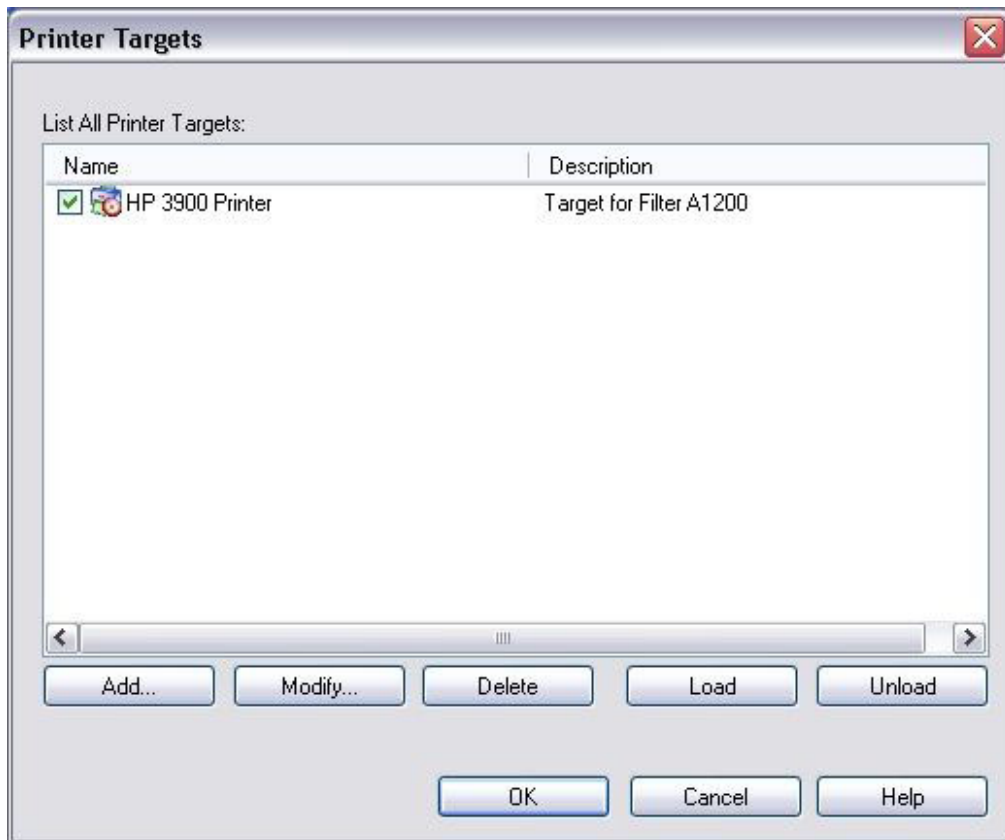 Printer Targets
List All Printer Targets:
Name Description
HP 3900 Printer Target for Filter A1200
Add... Modify... Delete Load Unload
OK Cancel Help